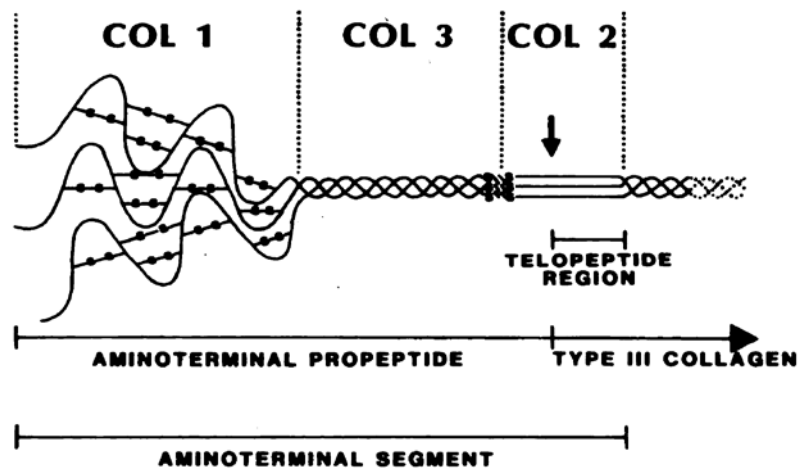 COL 1 COL 3 COL 2
TELOPEPTIDE
REGION
AMINOTERMINAL PROPEPTIDE TYPE III COLLAGEN
AMINOTERMINAL SEGMENT